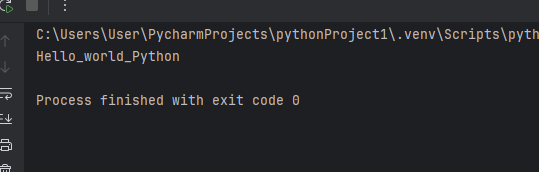 C:\Users\User\PycharmProjects\pythonProject1\.venv\Scripts\pyth
Hello_world_Python
Process finished with exit code 0